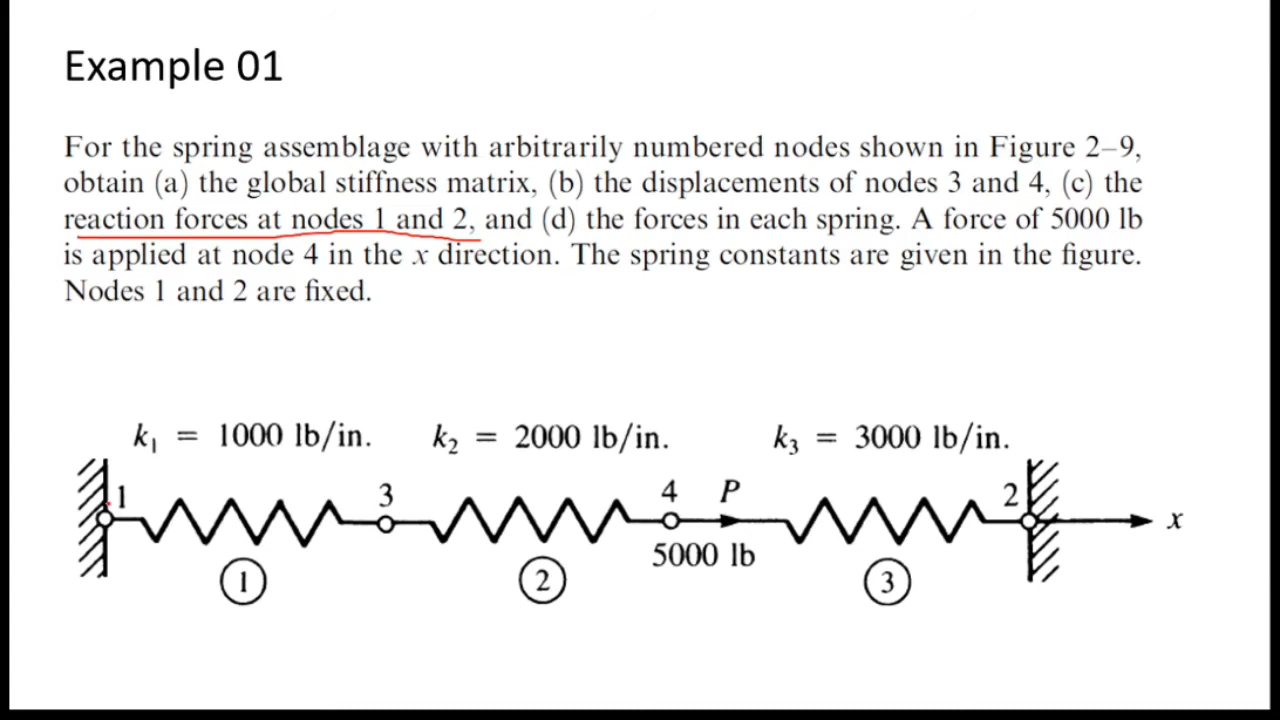 Example 01
For the spring assemblage with arbitrarily numbered nodes shown in Figure 2–9,
obtain (a) the global stiffness matrix, (b) the displacements of nodes 3 and 4, (c) the
reaction forces at nodes 1 and 2, and (d) the forces in each spring. A force of 5000 lb
is applied at node 4 in the x direction. The spring constants are given in the figure.
Nodes 1 and 2 are fixed.
k₁ = 1000 lb/in. k₂ = 2000 lb/in. k₃ = 3000 lb/in.
1 3 4 P 2
x
5000 lb
① ② ③